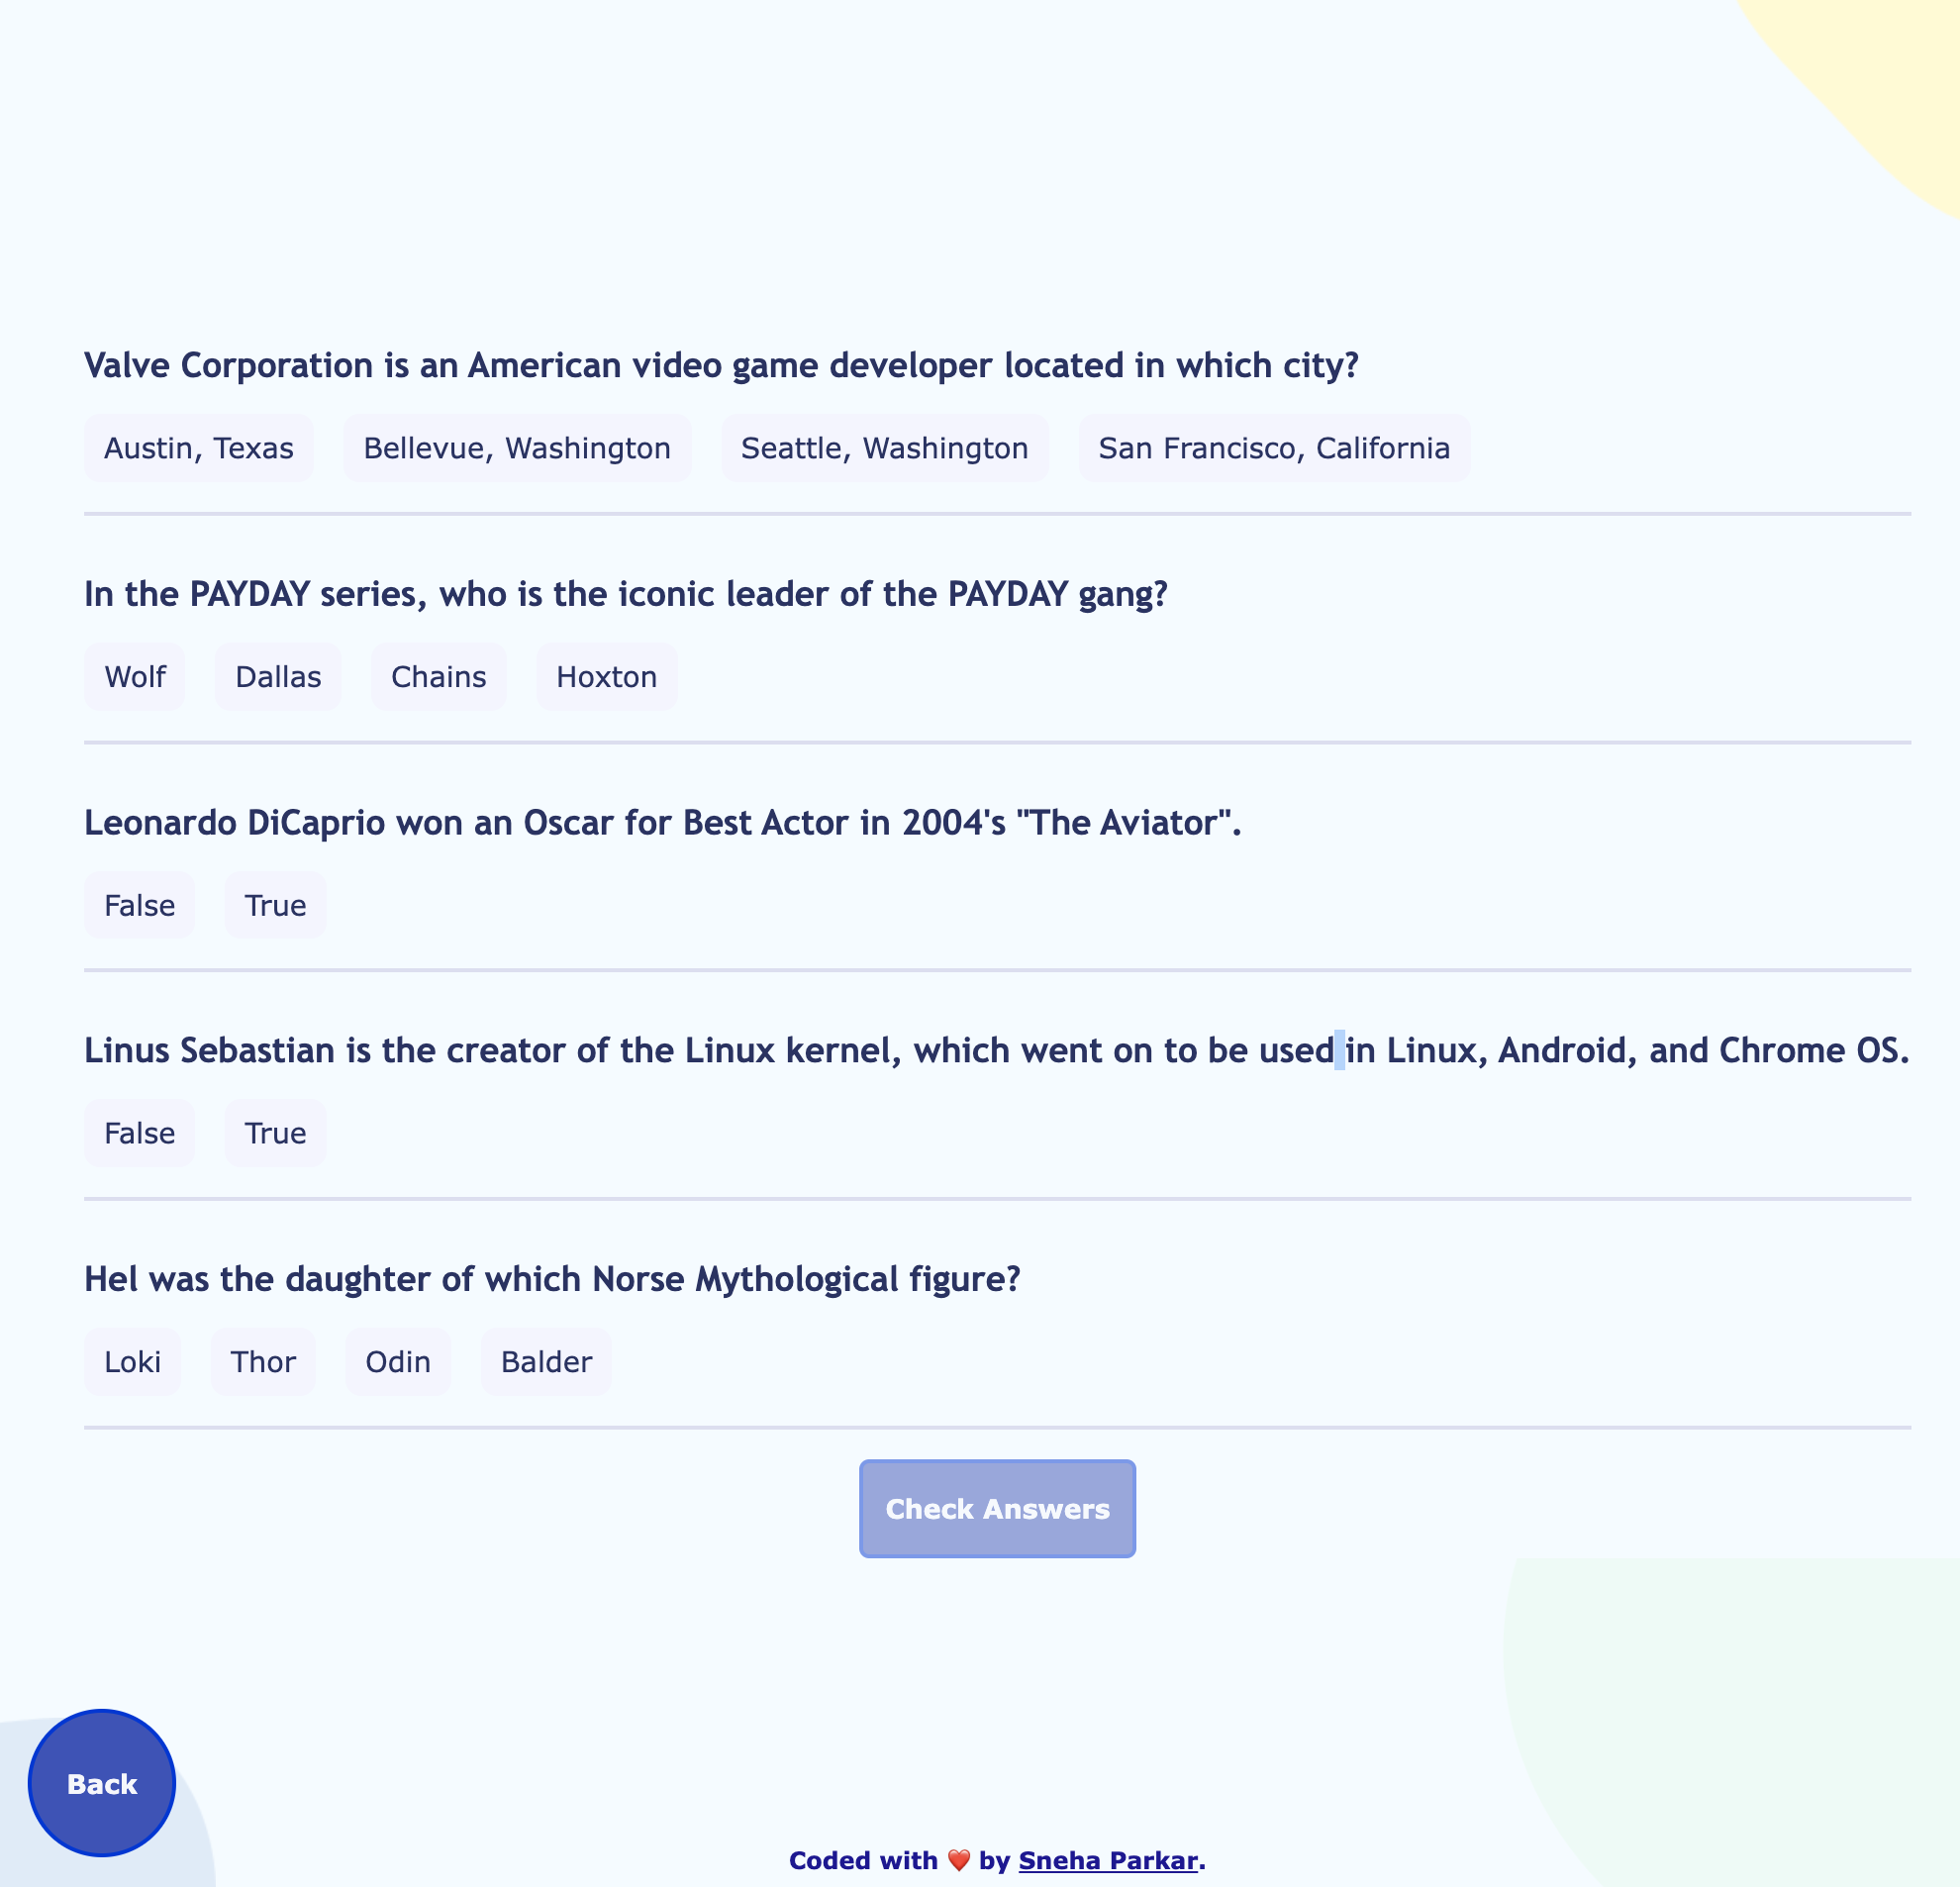 Valve Corporation is an American video game developer located in which city?
Austin, Texas Bellevue, Washington Seattle, Washington San Francisco, California
In the PAYDAY series, who is the iconic leader of the PAYDAY gang?
Wolf Dallas Chains Hoxton
Leonardo DiCaprio won an Oscar for Best Actor in 2004's "The Aviator".
False True
Linus Sebastian is the creator of the Linux kernel, which went on to be used in Linux, Android, and Chrome OS.
False True
Hel was the daughter of which Norse Mythological figure?
Loki Thor Odin Balder
Check Answers
Back
Coded with ❤️ by Sneha Parkar.